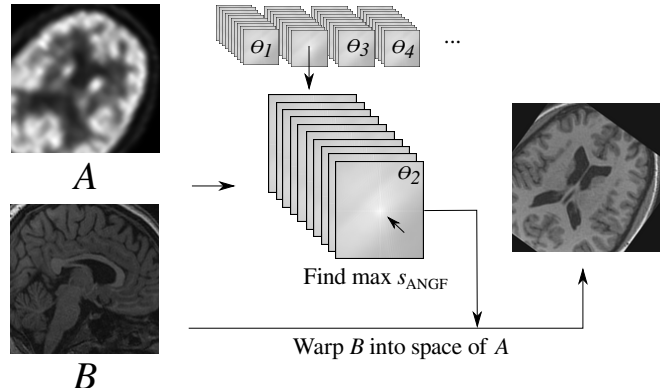 θ1 θ3 θ4 ...
θ2
A
Find max sANGF
Warp B into space of A
B